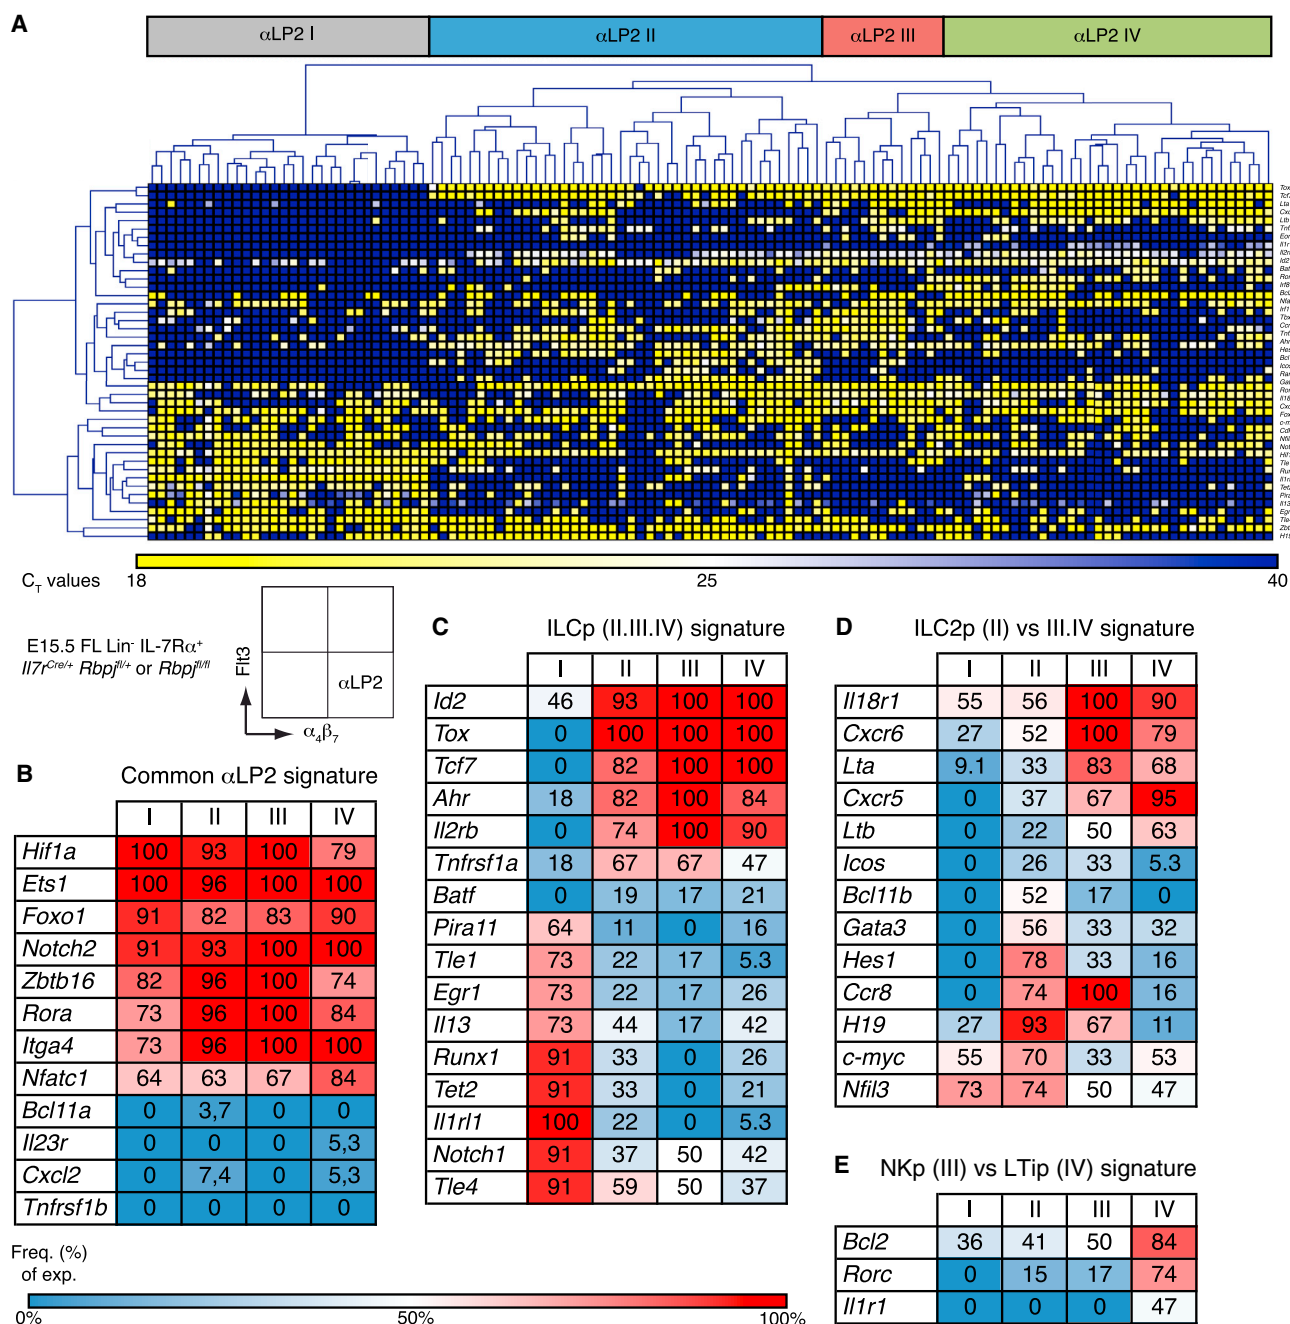 A
αLP2 I αLP2 II αLP2 III αLP2 IV
Tox
Lta
Ltb
Id2
Irf8
Irf1
Ahr
Icos
Il18
Tle
Il13
CT values 18 25 40
E15.5 FL Lin- IL-7Rα+
Il7rCre/+ Rbpjfl/+ or Rbpjfl/fl
Flt3
αLP2
α4β7
B Common αLP2 signature
I II III IV
Hif1a 100 93 100 79
Ets1 100 96 100 100
Foxo1 91 82 83 90
Notch2 91 93 100 100
Zbtb16 82 96 100 74
Rora 73 96 100 84
Itga4 73 96 100 100
Nfatc1 64 63 67 84
Bcl11a 0 3,7 0 0
Il23r 0 0 0 5,3
Cxcl2 0 7,4 0 5,3
Tnfrsf1b 0 0 0 0
Freq. (%)
of exp.
0% 50% 100%
C ILCp (II.III.IV) signature
I II III IV
Id2 46 93 100 100
Tox 0 100 100 100
Tcf7 0 82 100 100
Ahr 18 82 100 84
Il2rb 0 74 100 90
Tnfrsf1a 18 67 67 47
Batf 0 19 17 21
Pira11 64 11 0 16
Tle1 73 22 17 5.3
Egr1 73 22 17 26
Il13 73 44 17 42
Runx1 91 33 0 26
Tet2 91 33 0 21
Il1rl1 100 22 0 5.3
Notch1 91 37 50 42
Tle4 91 59 50 37
D ILC2p (II) vs III.IV signature
I II III IV
Il18r1 55 56 100 90
Cxcr6 27 52 100 79
Lta 9.1 33 83 68
Cxcr5 0 37 67 95
Ltb 0 22 50 63
Icos 0 26 33 5.3
Bcl11b 0 52 17 0
Gata3 0 56 33 32
Hes1 0 78 33 16
Ccr8 0 74 100 16
H19 27 93 67 11
c-myc 55 70 33 53
Nfil3 73 74 50 47
E NKp (III) vs LTip (IV) signature
I II III IV
Bcl2 36 41 50 84
Rorc 0 15 17 74
Il1r1 0 0 0 47